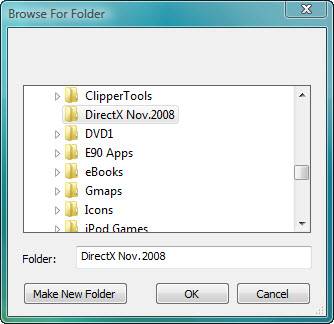 Browse For Folder
ClipperTools
DirectX Nov.2008
DVD1
E90 Apps
eBooks
Gmaps
Icons
iPod Games
Folder:
DirectX Nov.2008
Make New Folder
OK
Cancel